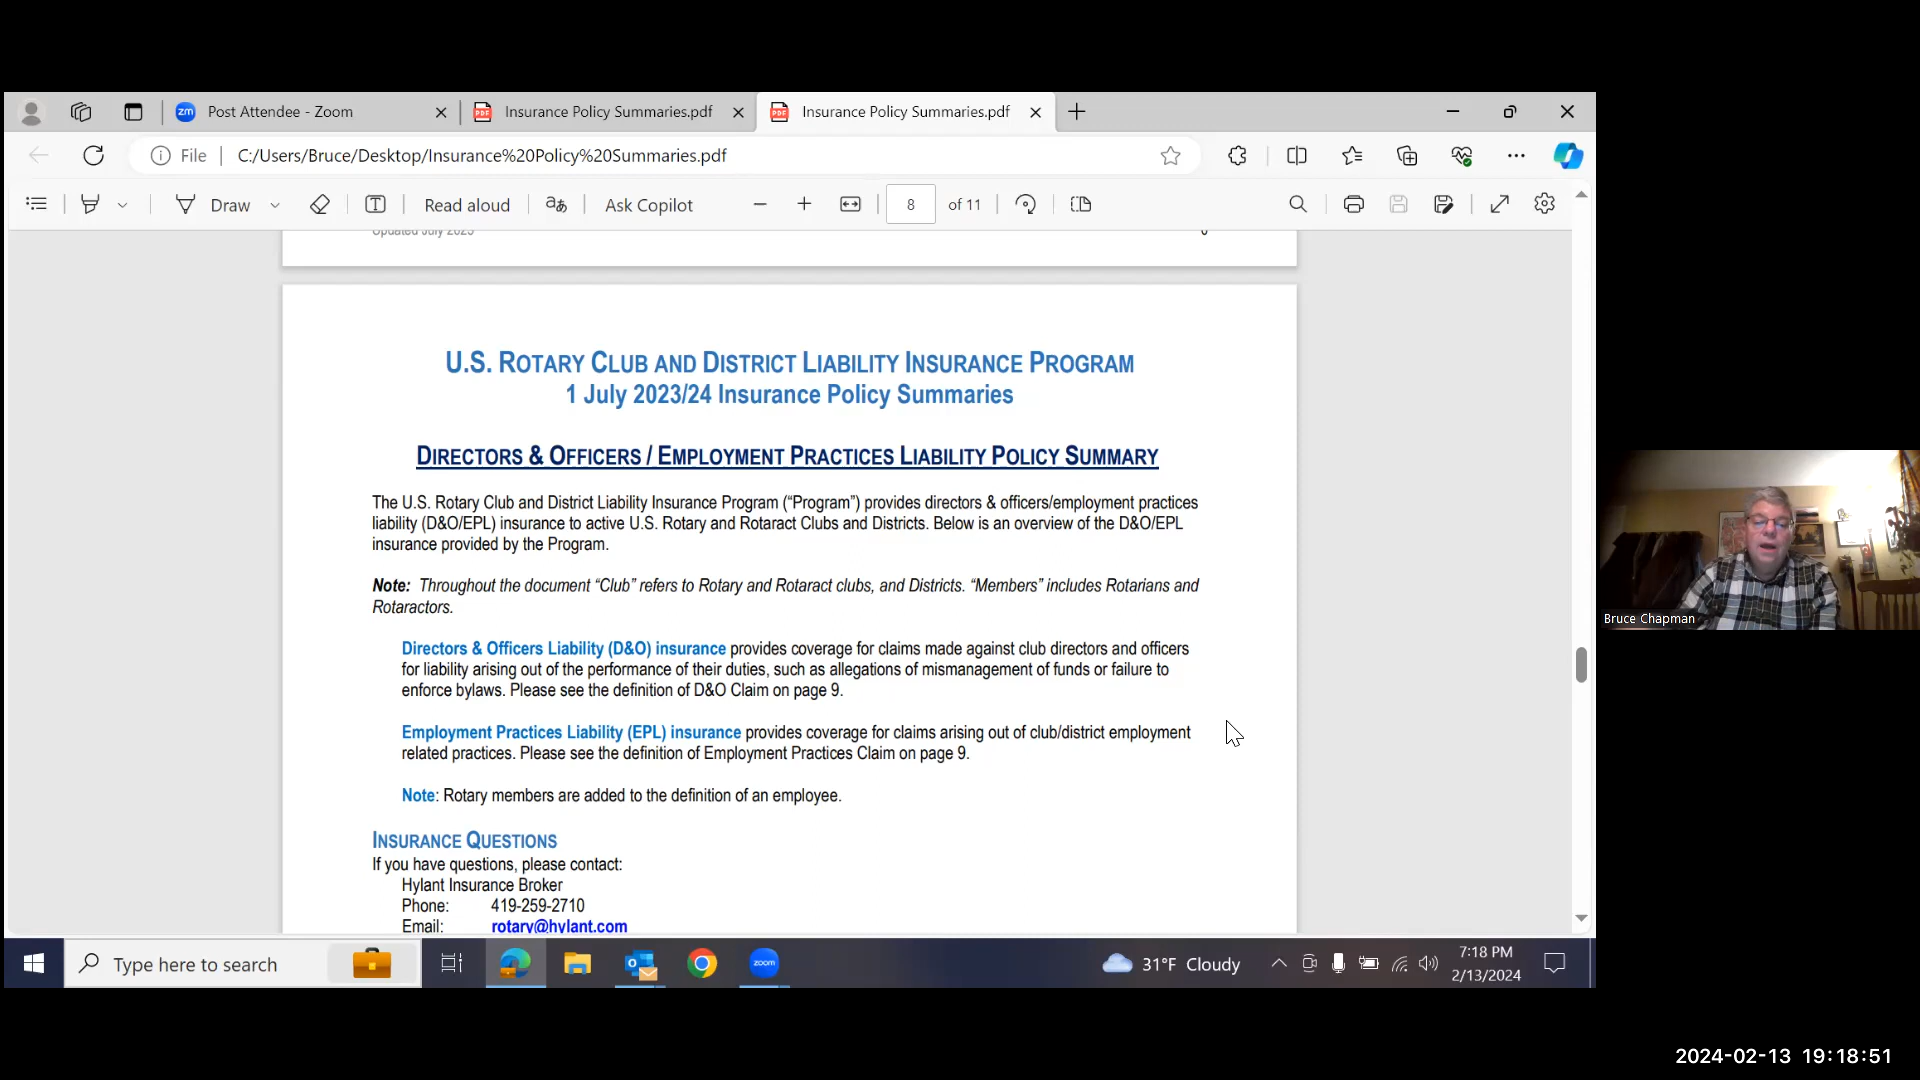 Post Attendee - Zoom
Insurance Policy Summaries.pdf
Insurance Policy Summaries.pdf
File
C:/Users/Bruce/Desktop/Insurance%20Policy%20Summaries.pdf
Draw
Read aloud
aあ
Ask Copilot
8
of 11
Updated July 2023
U.S. ROTARY CLUB AND DISTRICT LIABILITY INSURANCE PROGRAM
1 July 2023/24 Insurance Policy Summaries
DIRECTORS & OFFICERS / EMPLOYMENT PRACTICES LIABILITY POLICY SUMMARY
The U.S. Rotary Club and District Liability Insurance Program (“Program”) provides directors & officers/employment practices
liability (D&O/EPL) insurance to active U.S. Rotary and Rotaract Clubs and Districts. Below is an overview of the D&O/EPL
insurance provided by the Program.
Note: Throughout the document “Club” refers to Rotary and Rotaract clubs, and Districts. “Members” includes Rotarians and
Rotaractors.
Directors & Officers Liability (D&O) insurance provides coverage for claims made against club directors and officers
for liability arising out of the performance of their duties, such as allegations of mismanagement of funds or failure to
enforce bylaws. Please see the definition of D&O Claim on page 9.
Employment Practices Liability (EPL) insurance provides coverage for claims arising out of club/district employment
related practices. Please see the definition of Employment Practices Claim on page 9.
Note: Rotary members are added to the definition of an employee.
INSURANCE QUESTIONS
If you have questions, please contact:
Hylant Insurance Broker
Phone: 419-259-2710
Email: rotary@hylant.com
Bruce Chapman
Type here to search
zoom
31°F Cloudy
7:18 PM
2/13/2024
2024-02-13 19:18:51